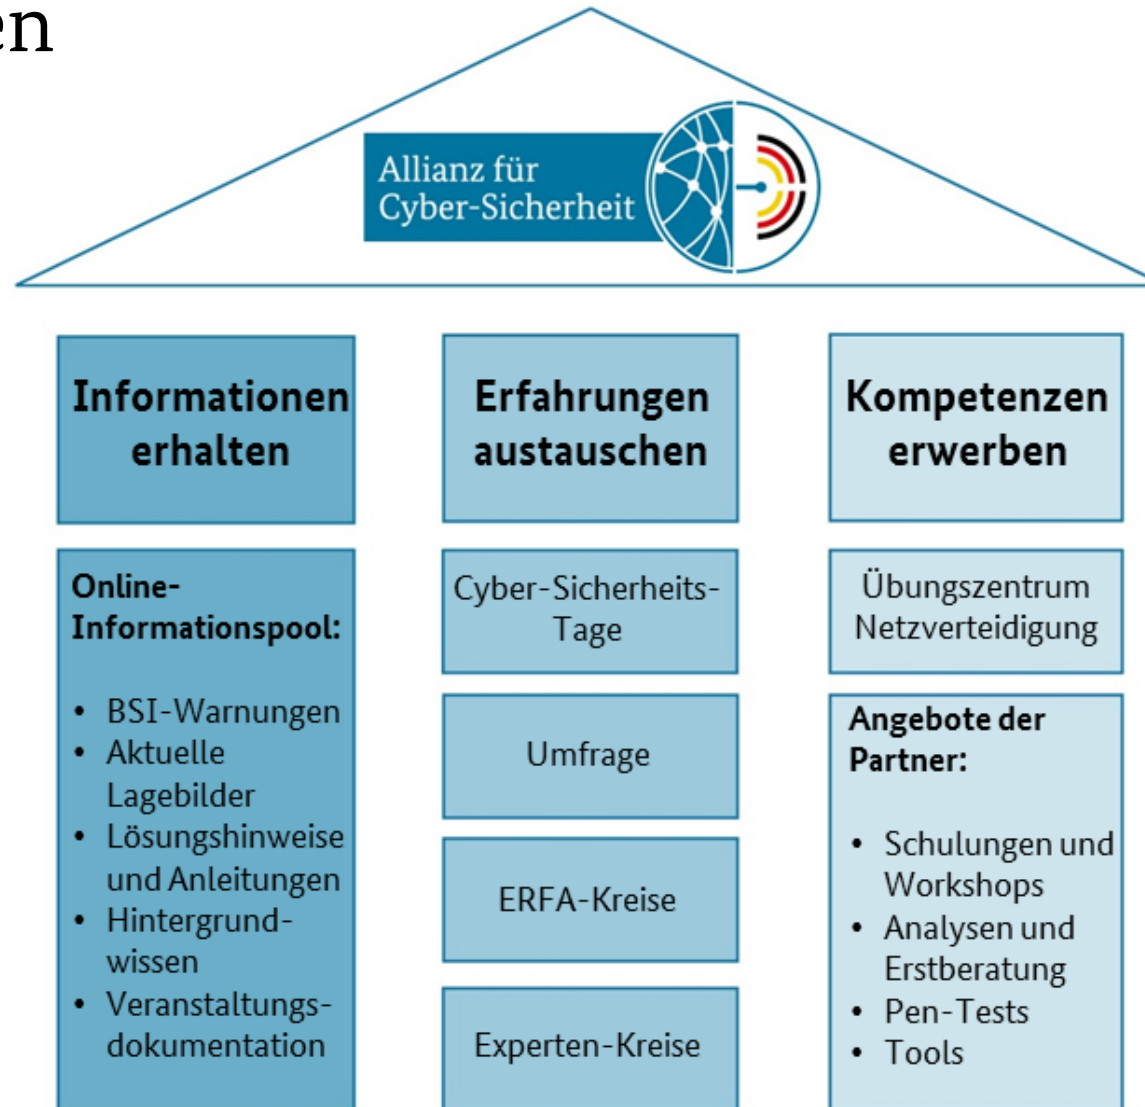 en
Allianz für
Cyber-Sicherheit
Informationen
erhalten
Online-
Informationspool:
• BSI-Warnungen
• Aktuelle
Lagebilder
• Lösungshinweise
und Anleitungen
• Hintergrund-
wissen
• Veranstaltungs-
dokumentation
Erfahrungen
austauschen
Cyber-Sicherheits-
Tage
Umfrage
ERFA-Kreise
Experten-Kreise
Kompetenzen
erwerben
Übungszentrum
Netzverteidigung
Angebote der
Partner:
• Schulungen und
Workshops
• Analysen und
Erstberatung
• Pen-Tests
• Tools